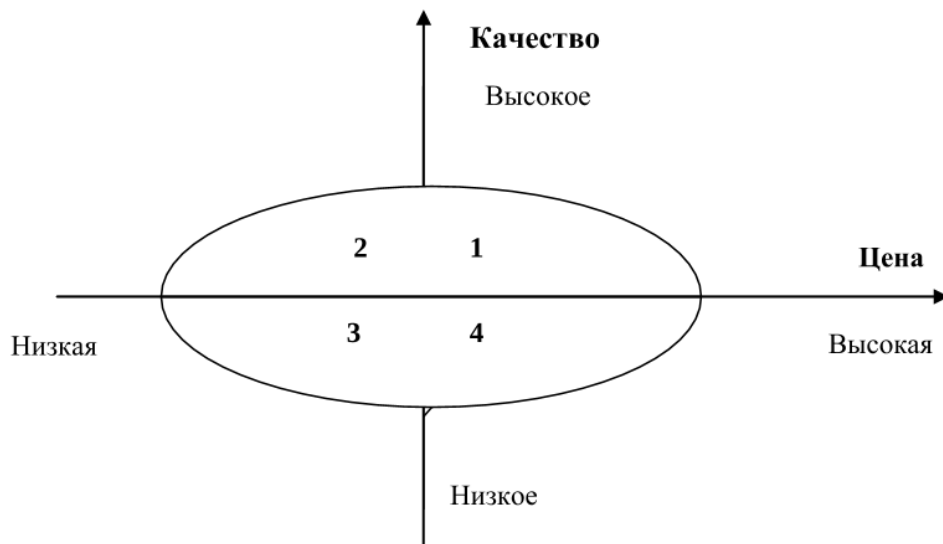 Качество
Высокое
2 1
Цена
3 4
Низкая
Высокая
Низкое